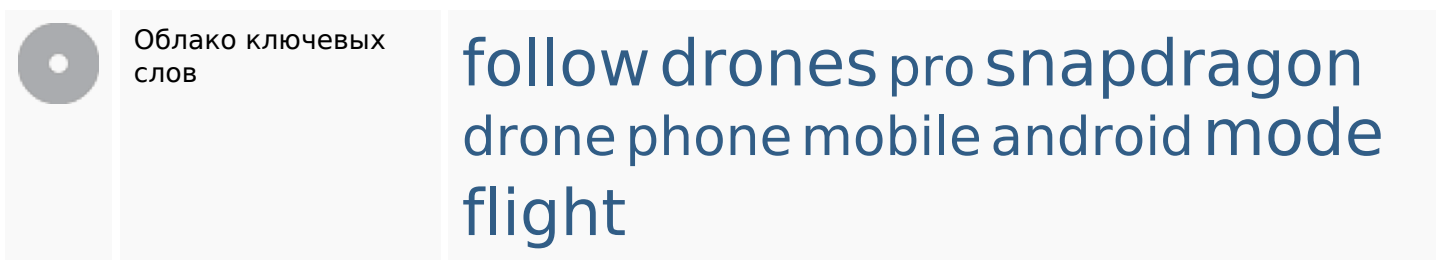 Облако ключевых
слов
follow drones pro snapdragon
drone phone mobile android mode
flight